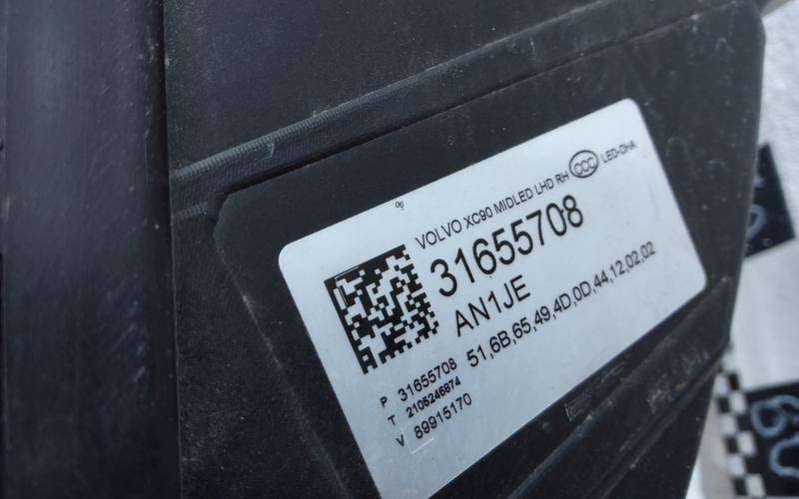 VOLVO XC90 MIDLED LHD RH CCC LED-DHA
31655708
AN1JE
51,6B,65,49,4D,0D,44,12,02,02
P 31655708
T 2106246874
V 89915170